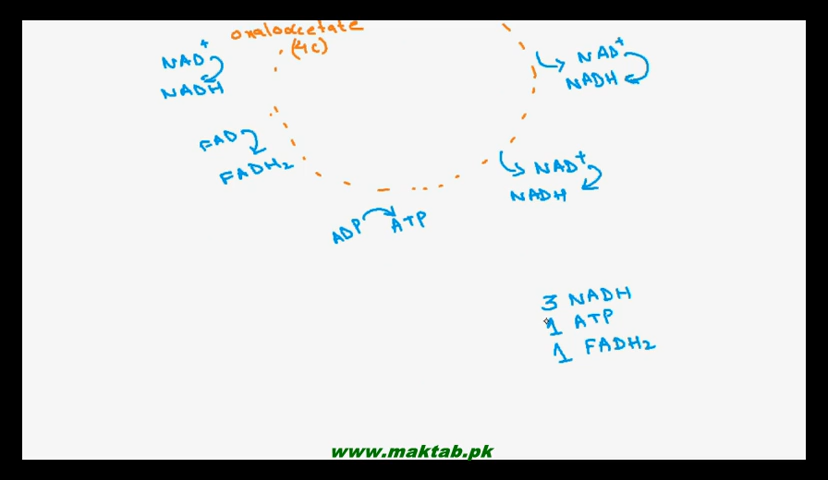 oxaloacetate
(4c)
NAD+
NADH
NAD+
NADH
FAD
FADH2
NAD+
NADH
ADP ATP
3 NADH
1 ATP
1 FADH2
www.maktab.pk